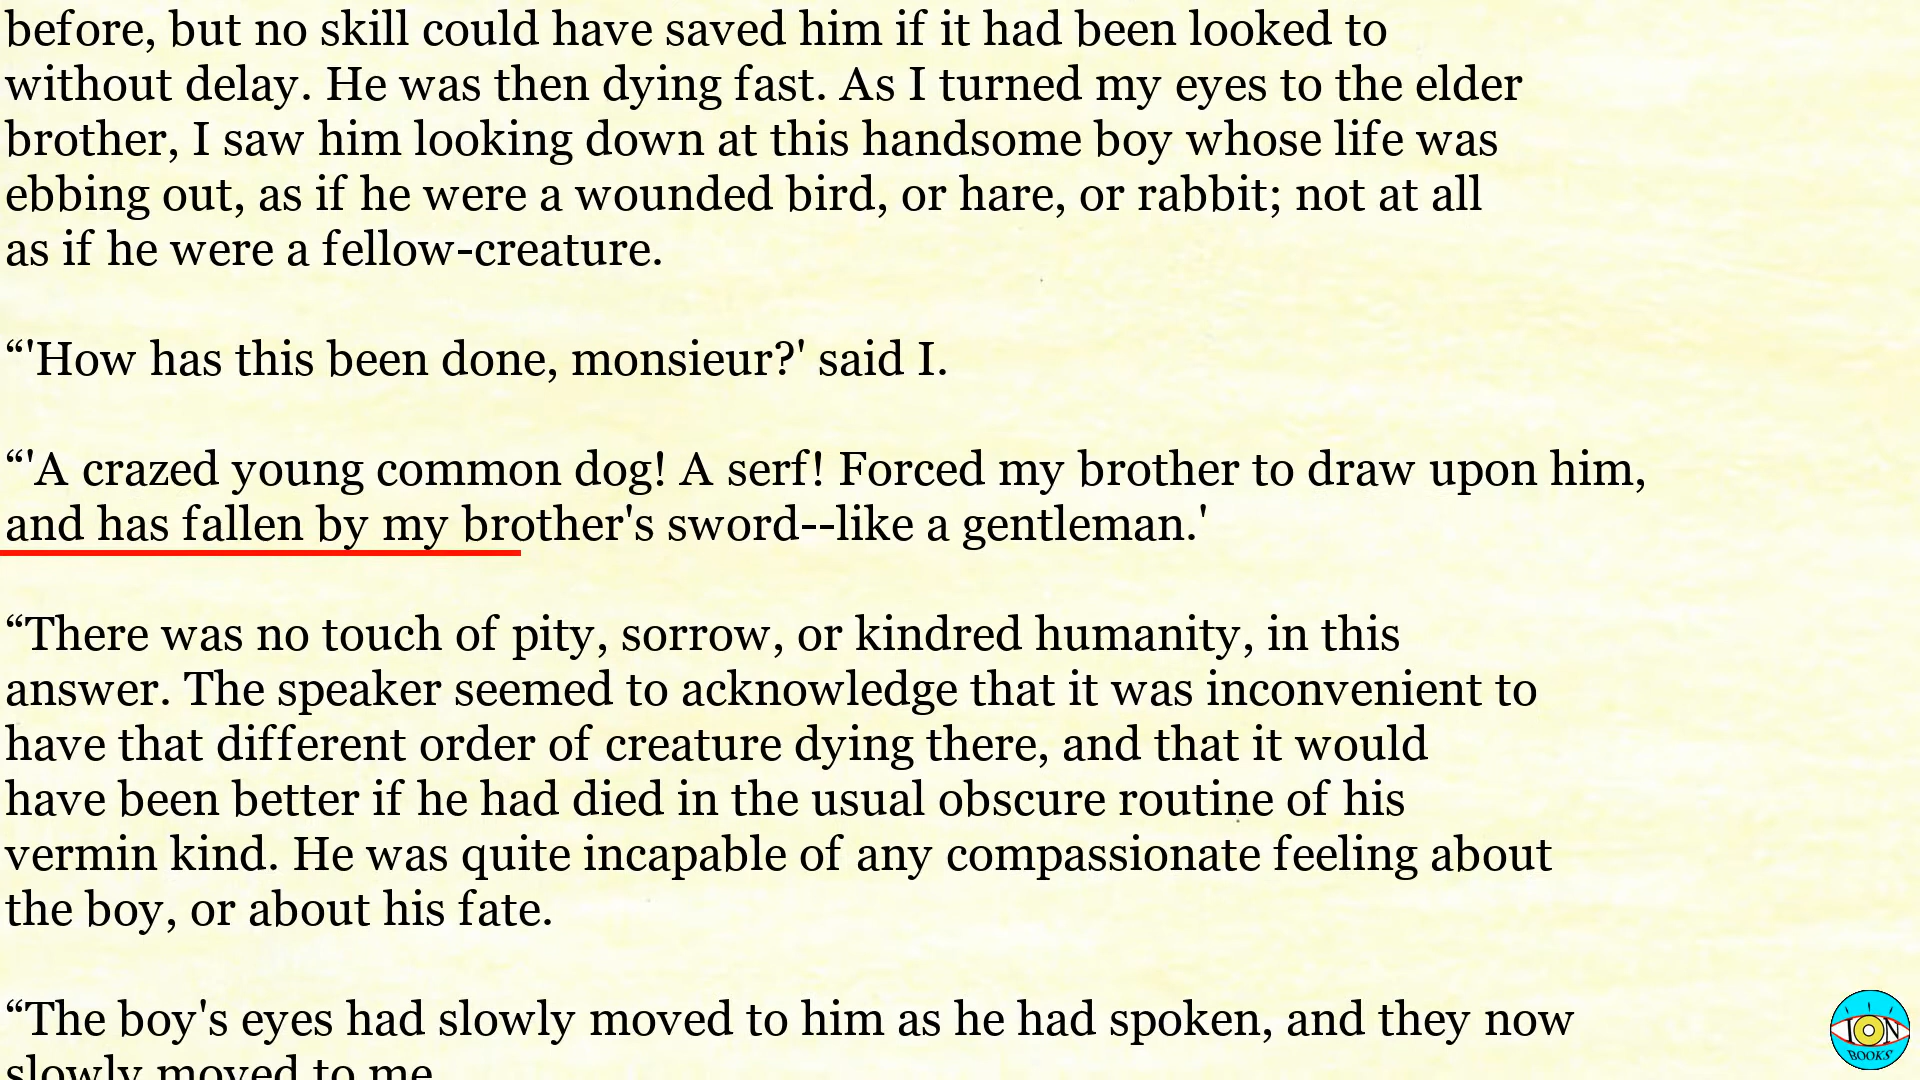 before, but no skill could have saved him if it had been looked to
without delay. He was then dying fast. As I turned my eyes to the elder
brother, I saw him looking down at this handsome boy whose life was
ebbing out, as if he were a wounded bird, or hare, or rabbit; not at all
as if he were a fellow-creature.
“'How has this been done, monsieur?' said I.
“'A crazed young common dog! A serf! Forced my brother to draw upon him,
and has fallen by my brother's sword--like a gentleman.'
“There was no touch of pity, sorrow, or kindred humanity, in this
answer. The speaker seemed to acknowledge that it was inconvenient to
have that different order of creature dying there, and that it would
have been better if he had died in the usual obscure routine of his
vermin kind. He was quite incapable of any compassionate feeling about
the boy, or about his fate.
“The boy's eyes had slowly moved to him as he had spoken, and they now
slowly moved to me
ION
BOOKS